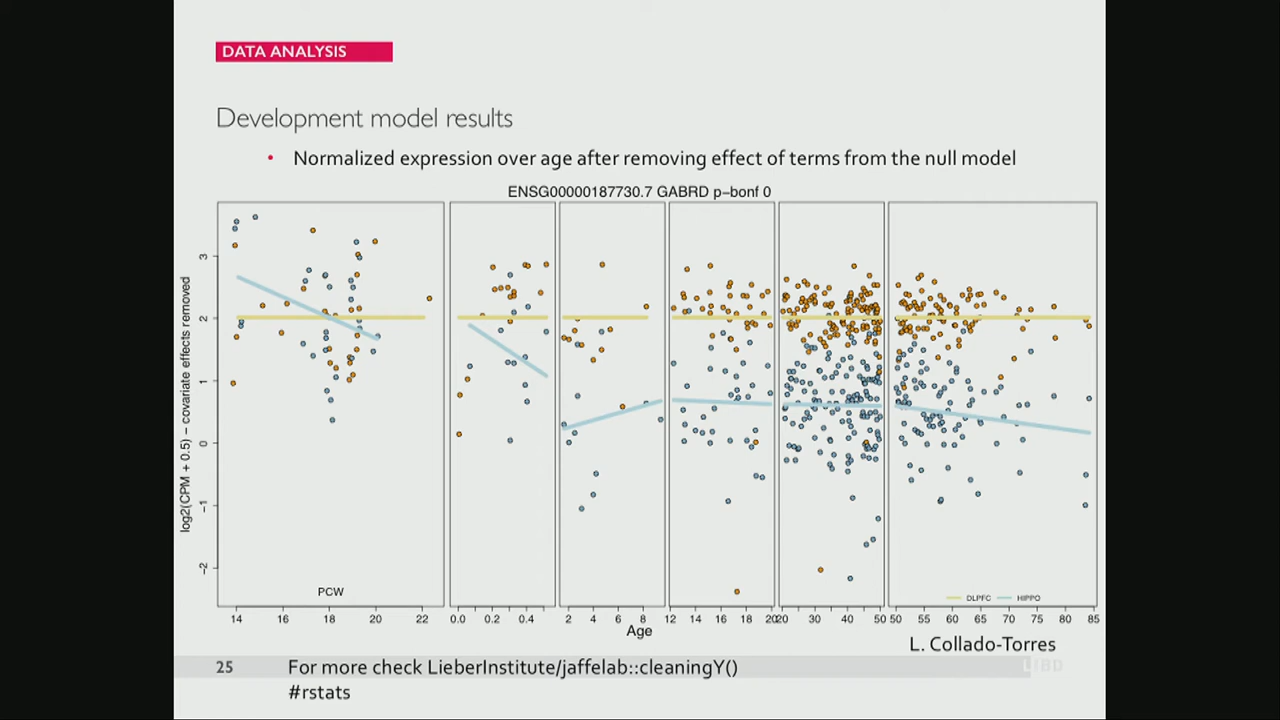 DATA ANALYSIS
Development model results
• Normalized expression over age after removing effect of terms from the null model
ENSG00000187730.7 GABRD p−bonf 0
log2(CPM + 0.5) − covariate effects removed
3
2
1
0
−1
−2
PCW
DLPFC HIPPO
14 16 18 20 22 0.0 0.2 0.4 2 4 6 8 12 14 16 18 20 20 30 40 50 50 55 60 65 70 75 80 85
Age
L. Collado-Torres
25 For more check LieberInstitute/jaffelab::cleaningY() LIBD
#rstats